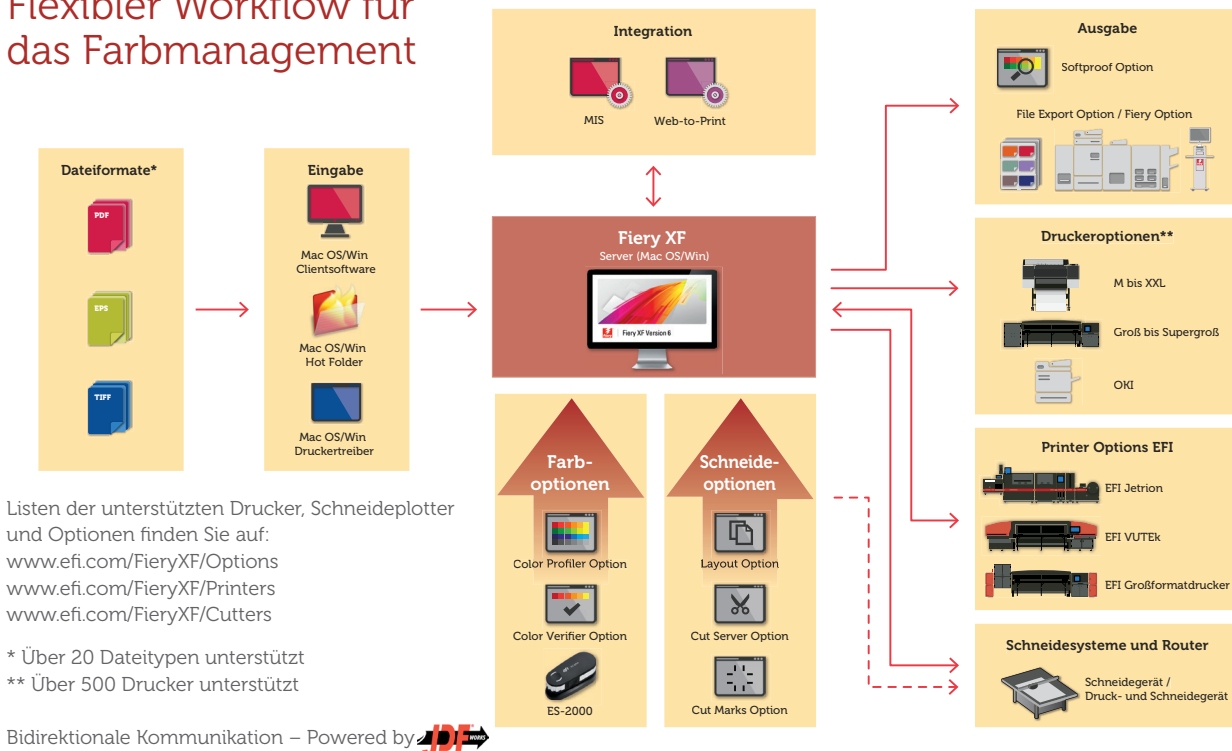 Flexibler Workflow für
das Farbmanagement
Dateiformate*
PDF
EPS
TIFF
Eingabe
Mac OS/Win
Clientsoftware
Mac OS/Win
Hot Folder
Mac OS/Win
Druckertreiber
Integration
MIS
Web-to-Print
Fiery XF
Server (Mac OS/Win)
Fiery XF Version 6
Farb-
optionen
Color Profiler Option
Color Verifier Option
ES-2000
Schneide-
optionen
Layout Option
Cut Server Option
Cut Marks Option
Ausgabe
Softproof Option
File Export Option / Fiery Option
Druckeroptionen**
M bis XXL
Groß bis Supergroß
OKI
Printer Options EFI
EFI Jetrion
EFI VUTEk
EFI Großformatdrucker
Schneidesysteme und Router
Schneidegerät /
Druck- und Schneidegerät
Listen der unterstützten Drucker, Schneideplotter
und Optionen finden Sie auf:
www.efi.com/FieryXF/Options
www.efi.com/FieryXF/Printers
www.efi.com/FieryXF/Cutters
* Über 20 Dateitypen unterstützt
** Über 500 Drucker unterstützt
Bidirektionale Kommunikation – Powered by JDF WORKS